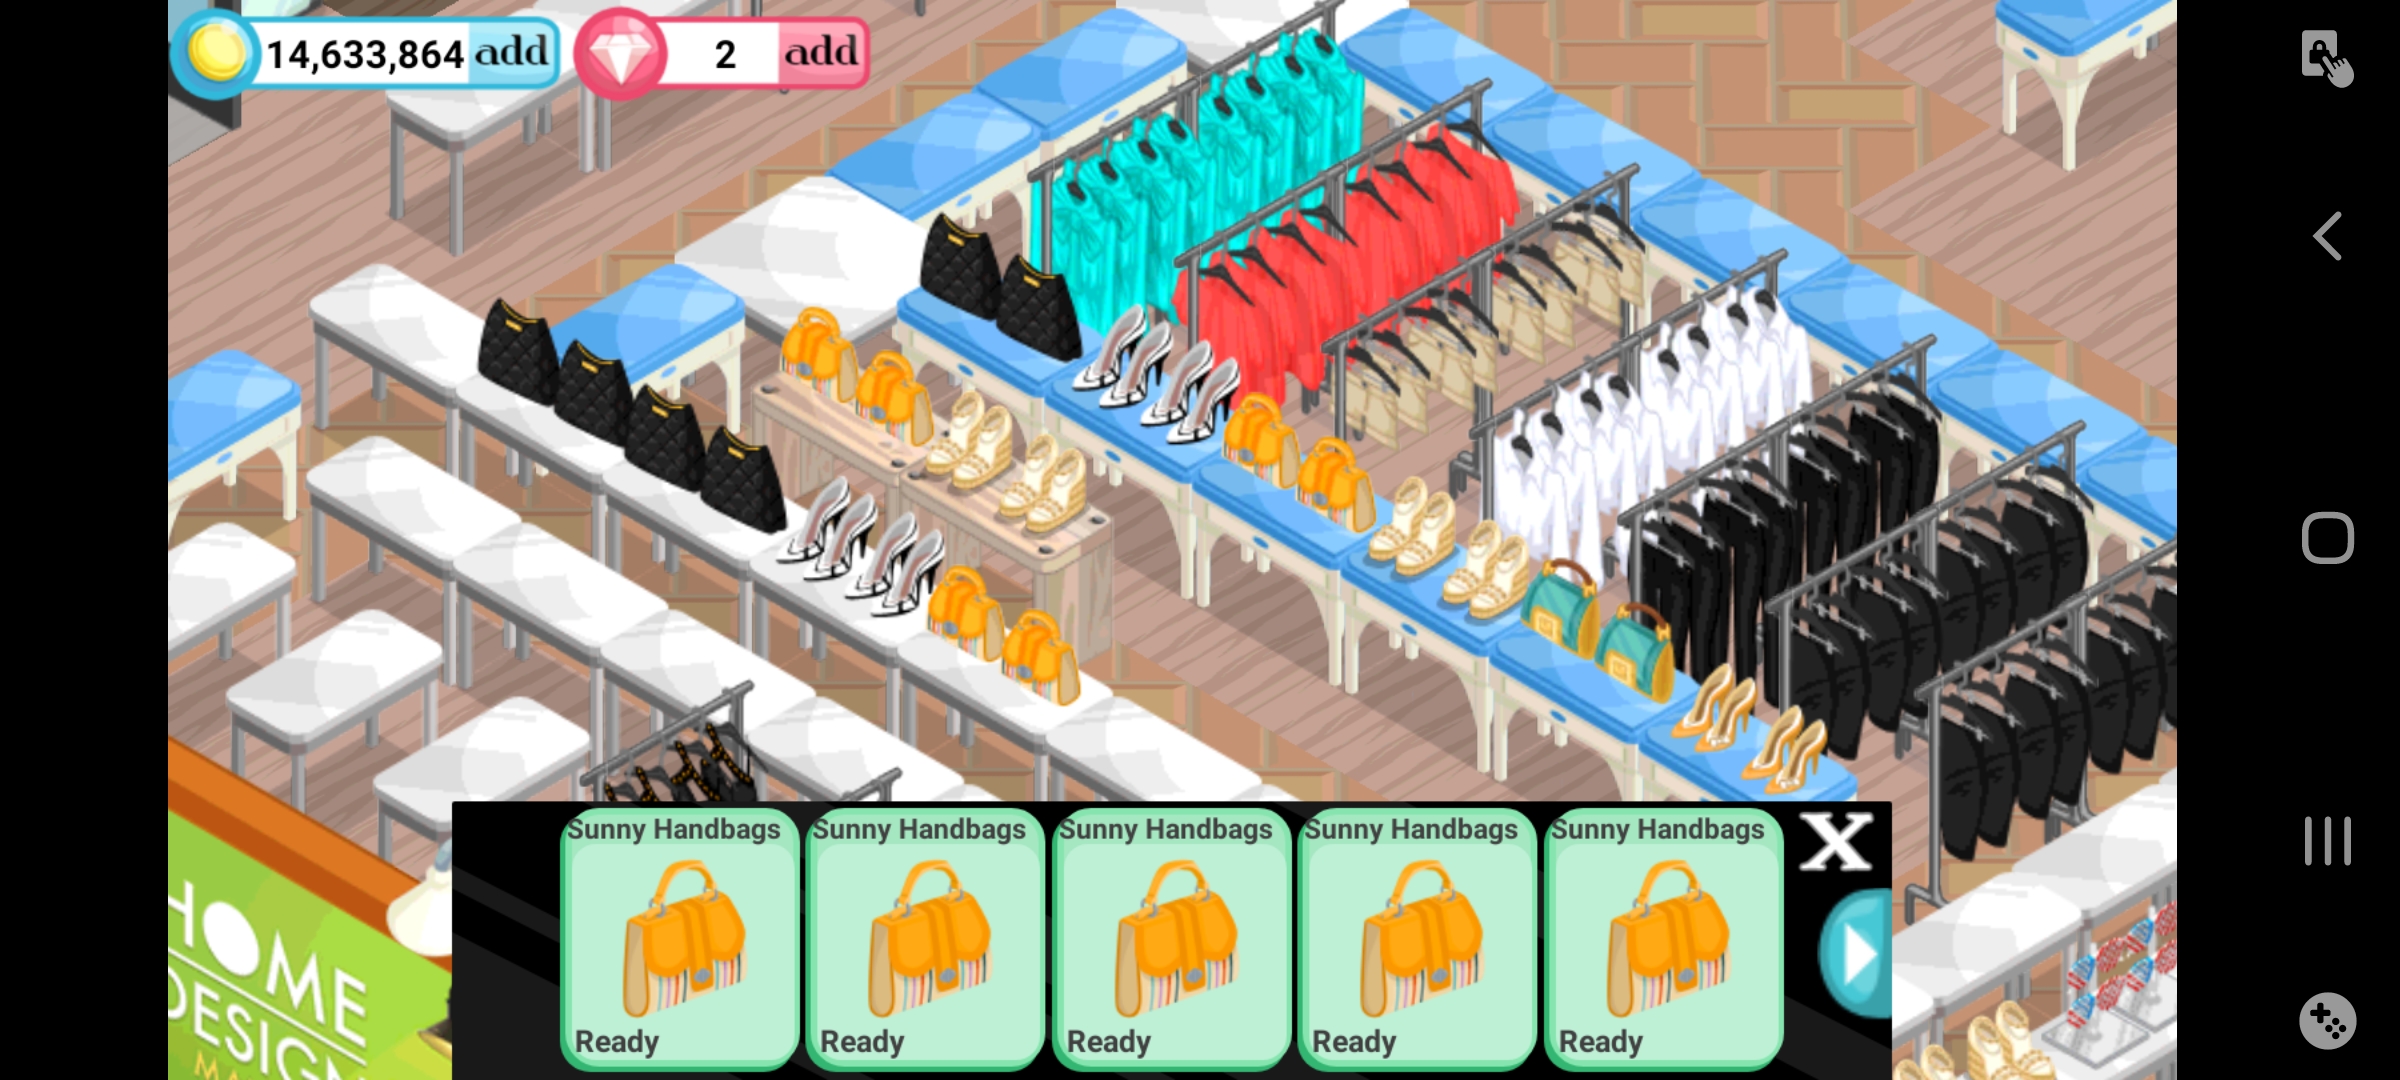 14,633,864 add 2 add
Sunny Handbags Sunny Handbags Sunny Handbags Sunny Handbags Sunny Handbags
X
Ready Ready Ready Ready Ready
HOME
DESIGN